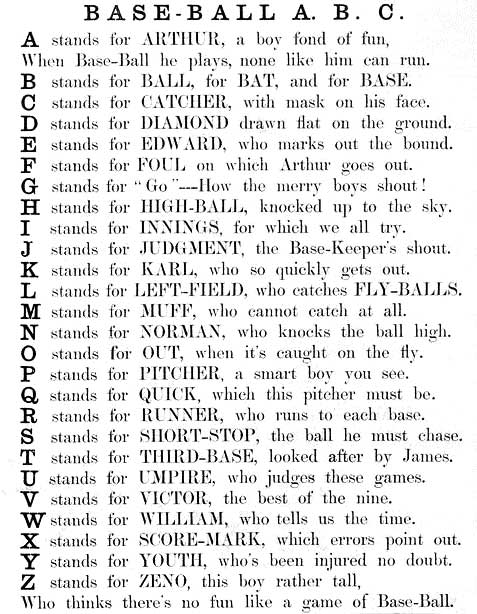 BASE-BALL A. B. C.
A stands for ARTHUR, a boy fond of fun,
When Base-Ball he plays, none like him can run.
B stands for BALL, for BAT, and for BASE.
C stands for CATCHER, with mask on his face.
D stands for DIAMOND drawn flat on the ground.
E stands for EDWARD, who marks out the bound.
F stands for FOUL on which Arthur goes out.
G stands for "Go"---How the merry boys shout!
H stands for HIGH-BALL, knocked up to the sky.
I stands for INNINGS, for which we all try.
J stands for JUDGMENT, the Base-Keeper's shout.
K stands for KARL, who so quickly gets out.
L stands for LEFT-FIELD, who catches FLY-BALLS.
M stands for MUFF, who cannot catch at all.
N stands for NORMAN, who knocks the ball high.
O stands for OUT, when it's caught on the fly.
P stands for PITCHER, a smart boy you see.
Q stands for QUICK, which this pitcher must be.
R stands for RUNNER, who runs to each base.
S stands for SHORT-STOP, the ball he must chase.
T stands for THIRD-BASE, looked after by James.
U stands for UMPIRE, who judges these games.
V stands for VICTOR, the best of the nine.
W stands for WILLIAM, who tells us the time.
X stands for SCORE-MARK, which errors point out.
Y stands for YOUTH, who's been injured no doubt.
Z stands for ZENO, this boy rather tall,
Who thinks there's no fun like a game of Base-Ball.